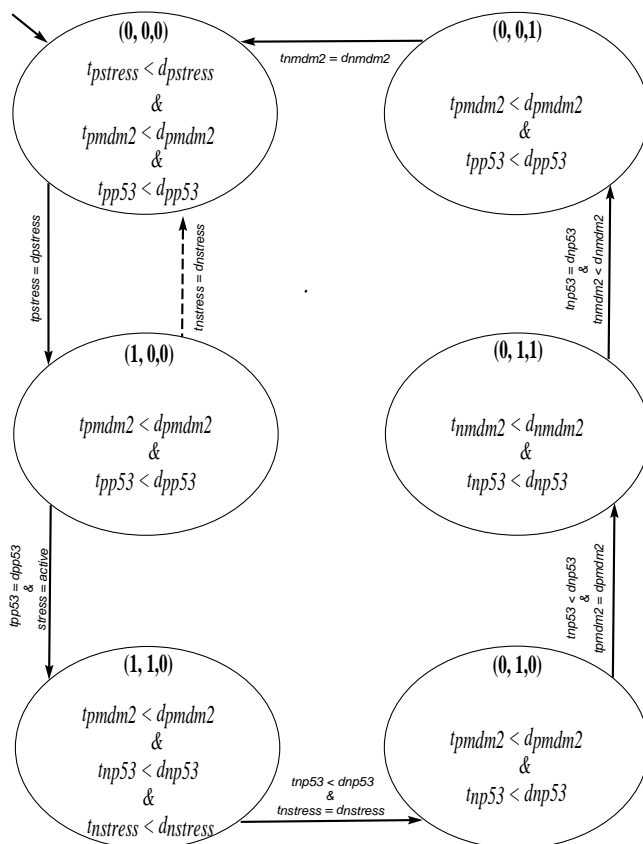 (0, 0,0)
tpstress < dpstress
&
tpmdm2 < dpmdm2
&
tpp53 < dpp53
tnmdm2 = dnmdm2
(0, 0,1)
tpmdm2 < dpmdm2
&
tpp53 < dpp53
tpstress = dpstress
tnstress = dnstress
tnp53 = dnp53
&
tnmdm2 < dnmdm2
(1, 0,0)
tpmdm2 < dpmdm2
&
tpp53 < dpp53
(0, 1,1)
tnmdm2 < dnmdm2
&
tnp53 < dnp53
tpp53 = dpp53
&
stress = active
tnp53 < dnp53
&
tpmdm2 = dpmdm2
(1, 1,0)
tpmdm2 < dpmdm2
&
tnp53 < dnp53
&
tnstress < dnstress
tnp53 < dnp53
&
tnstress = dnstress
(0, 1,0)
tpmdm2 < dpmdm2
&
tnp53 < dnp53